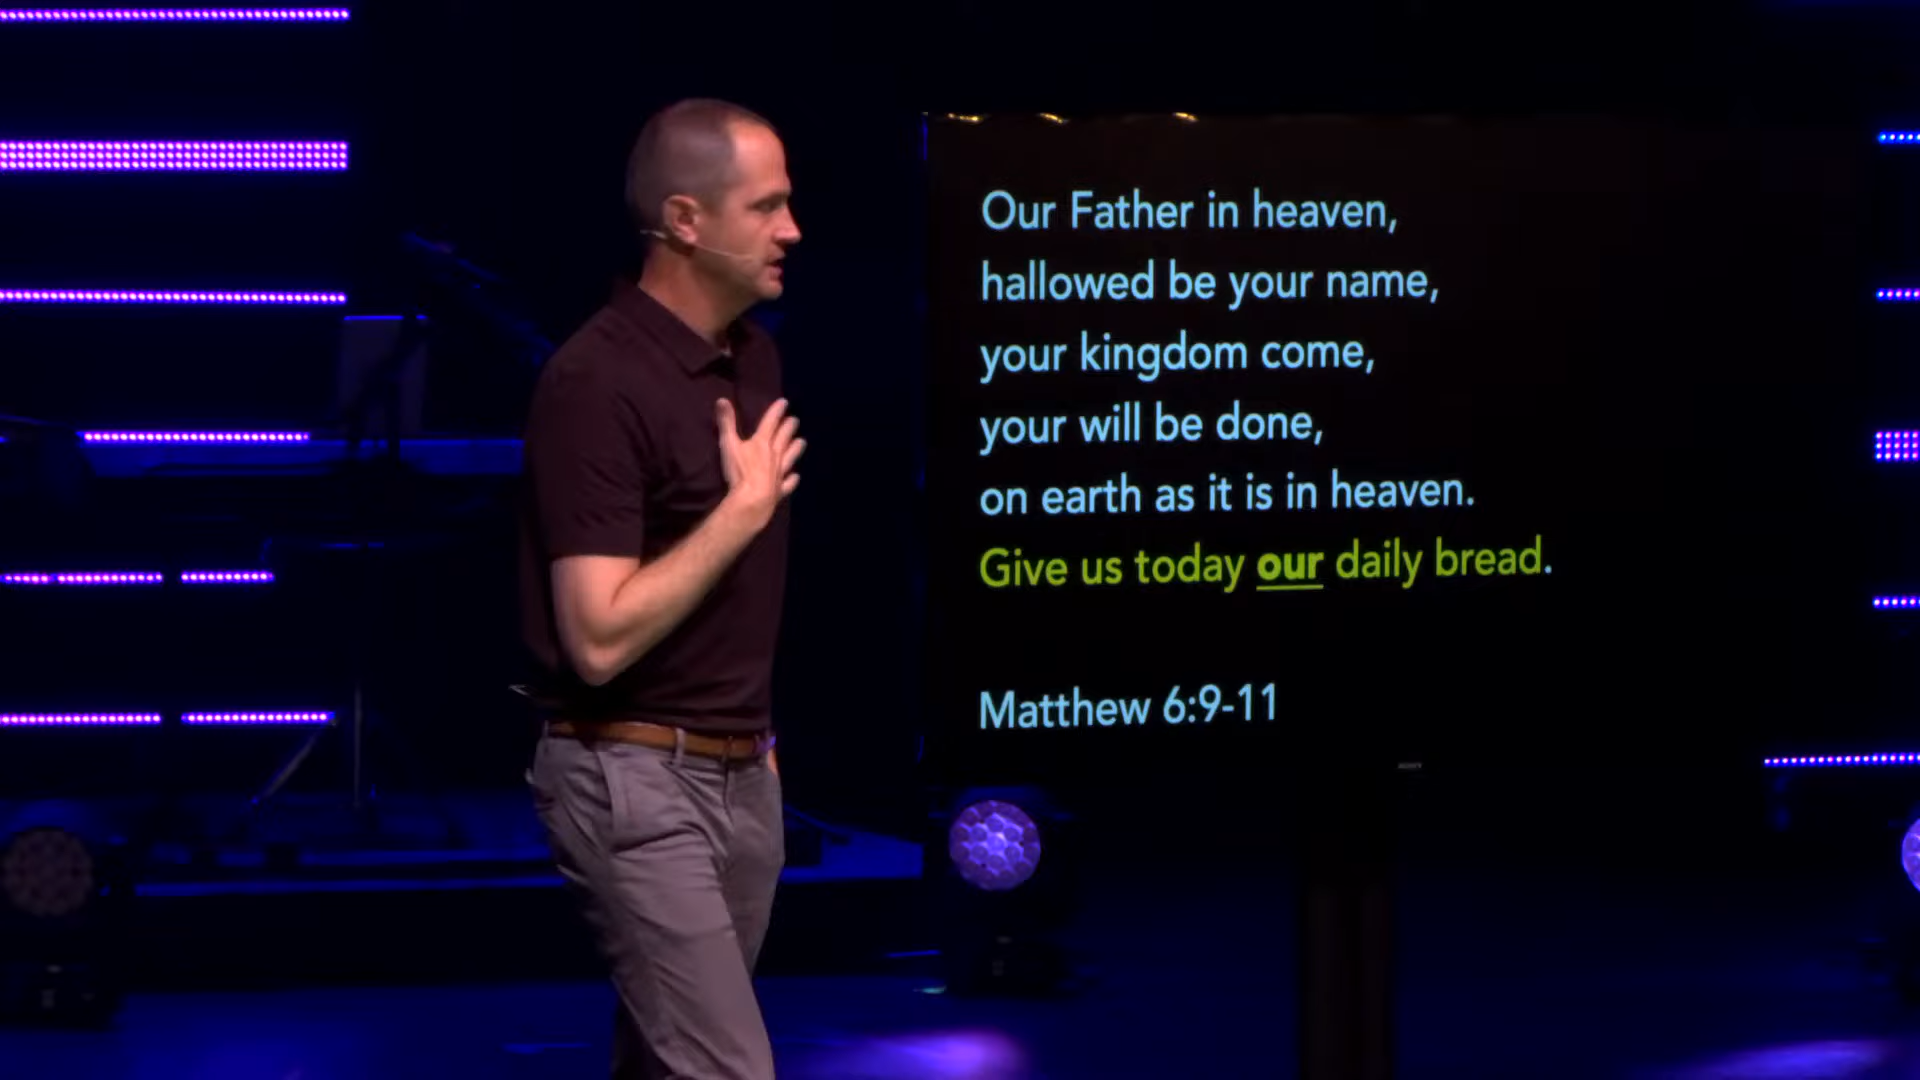 Our Father in heaven,
hallowed be your name,
your kingdom come,
your will be done,
on earth as it is in heaven.
Give us today our daily bread.
Matthew 6:9-11
SONY